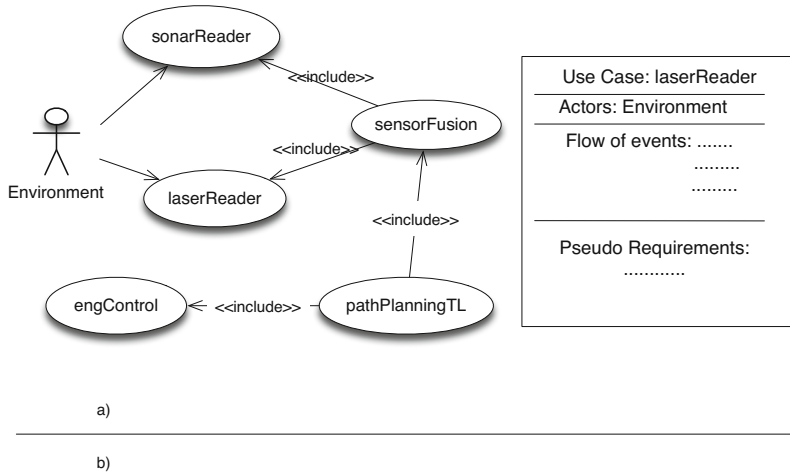 sonarReader
<<include>>
Use Case: laserReader
Actors: Environment
sensorFusion
Flow of events: .......
.........
.........
<<include>>
Environment
laserReader
<<include>>
Pseudo Requirements:
............
engControl
<<include>>
pathPlanningTL
a)
b)